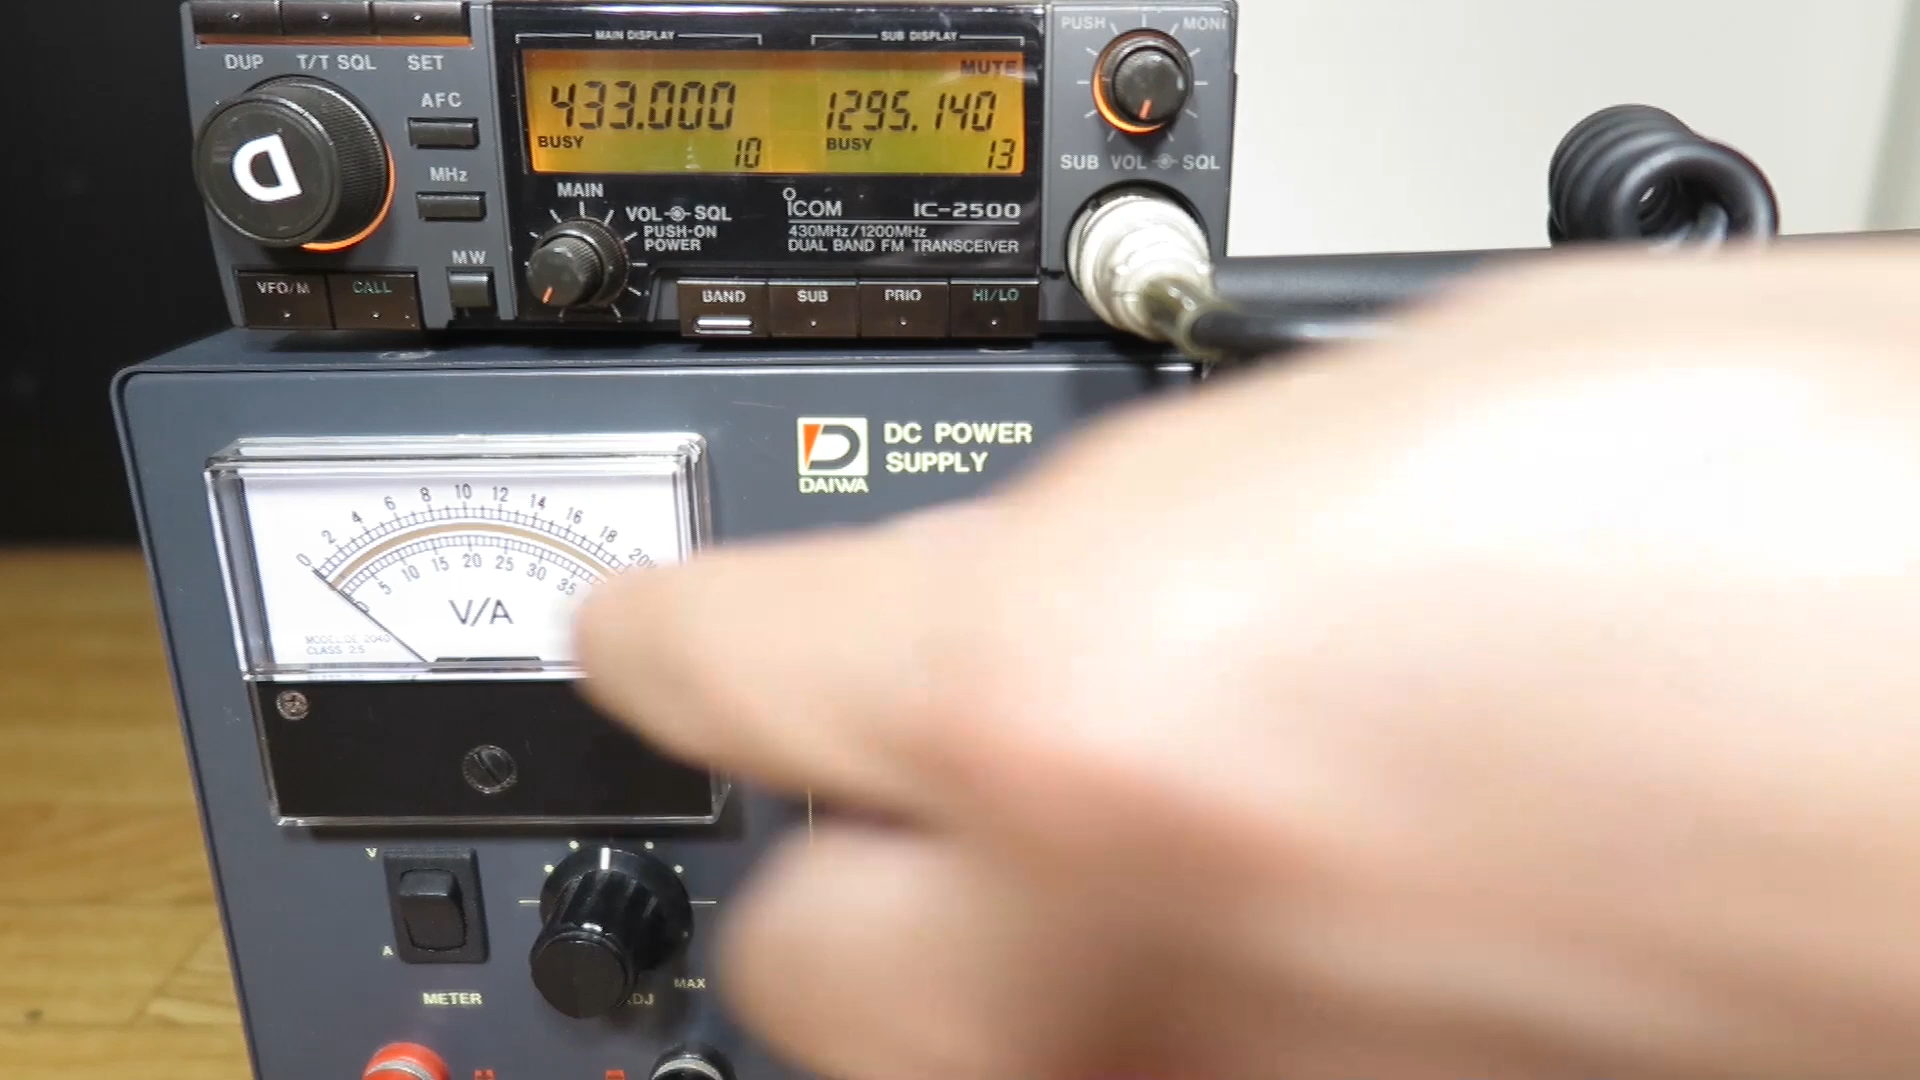 MAIN DISPLAY
SUB DISPLAY
PUSH
MONI
DUP T/T SQL SET
AFC
MHz
MW
VFO/M
CALL
MUTE
433.000
1295.140
BUSY
10
BUSY
13
MAIN
VOL SQL
PUSH-ON
POWER
ICOM IC-2500
430MHz/1200MHz
DUAL BAND FM TRANSCEIVER
SUB VOL SQL
BAND
SUB
PRIO
HI/LO
D
DAIWA
DC POWER
SUPPLY
0 2 4 6 8 10 12 14 16 18 20V
5 10 15 20 25 30 35
V/A
CLASS 2.5
V
A
METER
MAX